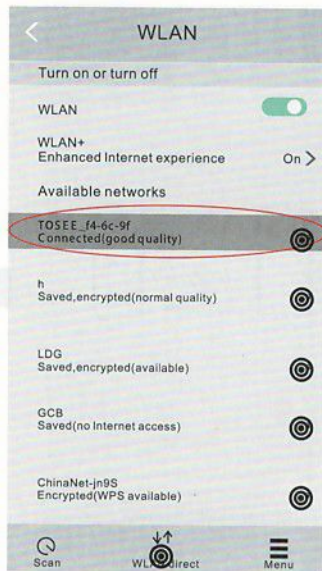 WLAN
Turn on or turn off
WLAN
WLAN+
Enhanced Internet experience
On >
Available networks
TOSEE_f4-6c-9f
Connected(good quality)
h
Saved,encrypted(normal quality)
LDG
Saved,encrypted(available)
GCB
Saved(no Internet access)
ChinaNet-jn9S
Encrypted(WPS available)
Scan
direct
Menu